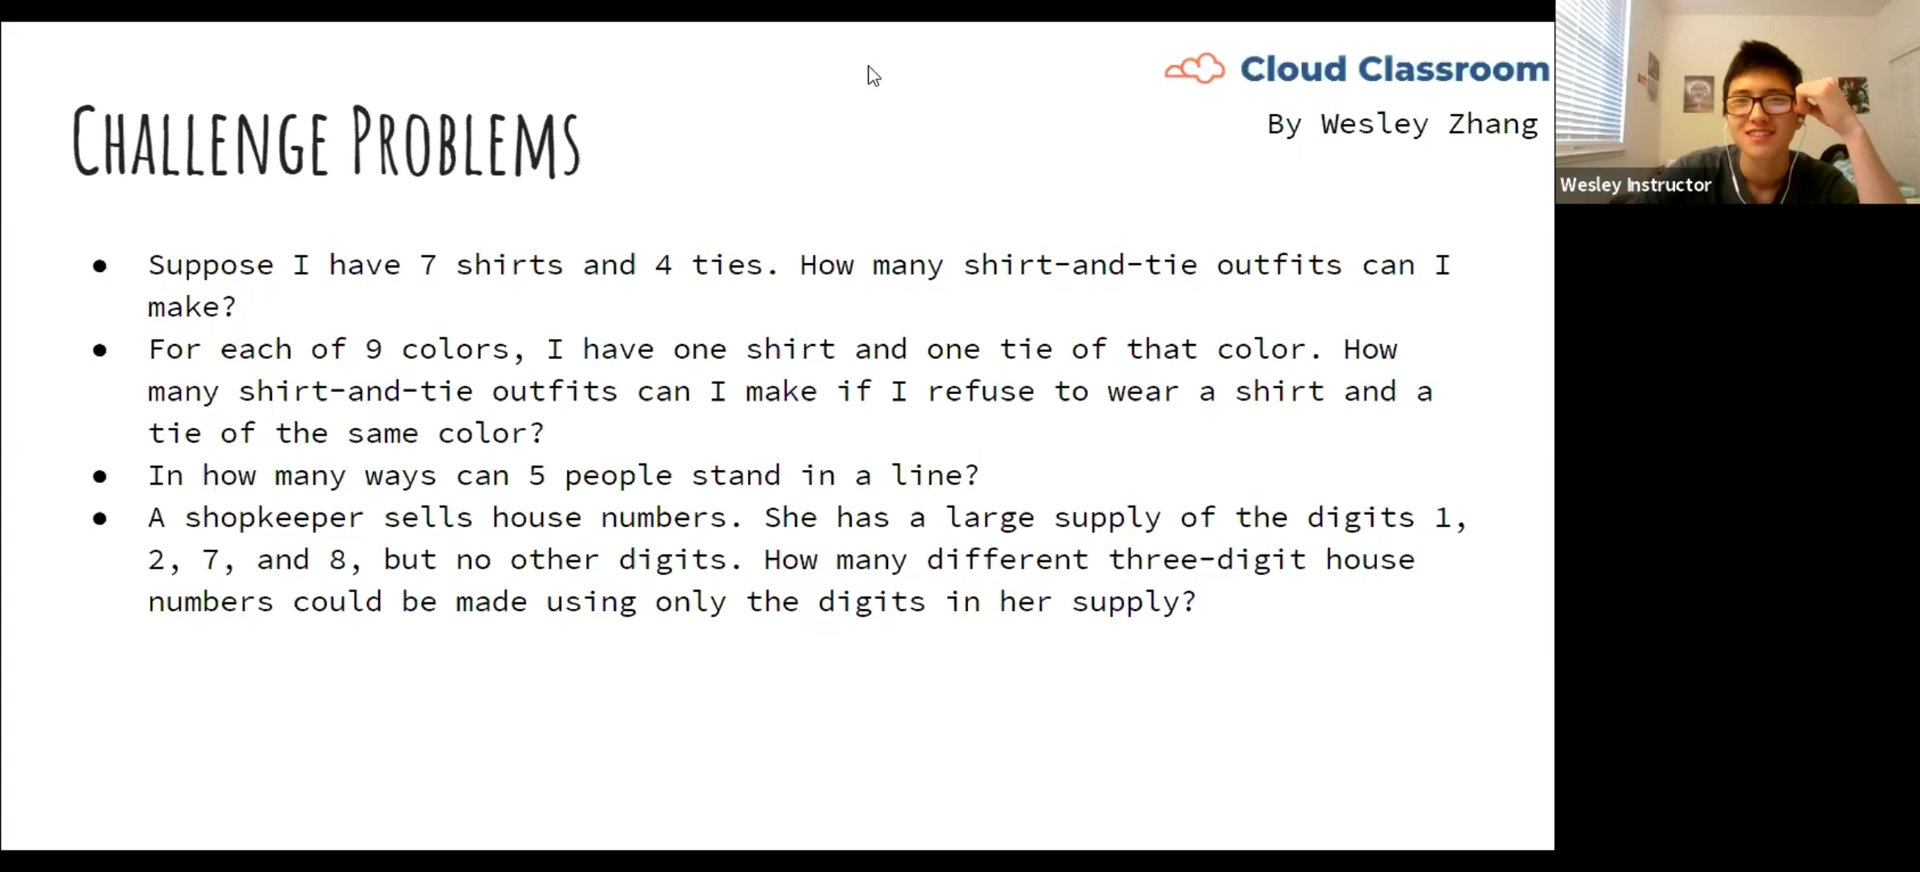 Cloud Classroom
By Wesley Zhang
CHALLENGE PROBLEMS
Wesley Instructor
● Suppose I have 7 shirts and 4 ties. How many shirt-and-tie outfits can I
make?
● For each of 9 colors, I have one shirt and one tie of that color. How
many shirt-and-tie outfits can I make if I refuse to wear a shirt and a
tie of the same color?
● In how many ways can 5 people stand in a line?
● A shopkeeper sells house numbers. She has a large supply of the digits 1,
2, 7, and 8, but no other digits. How many different three-digit house
numbers could be made using only the digits in her supply?